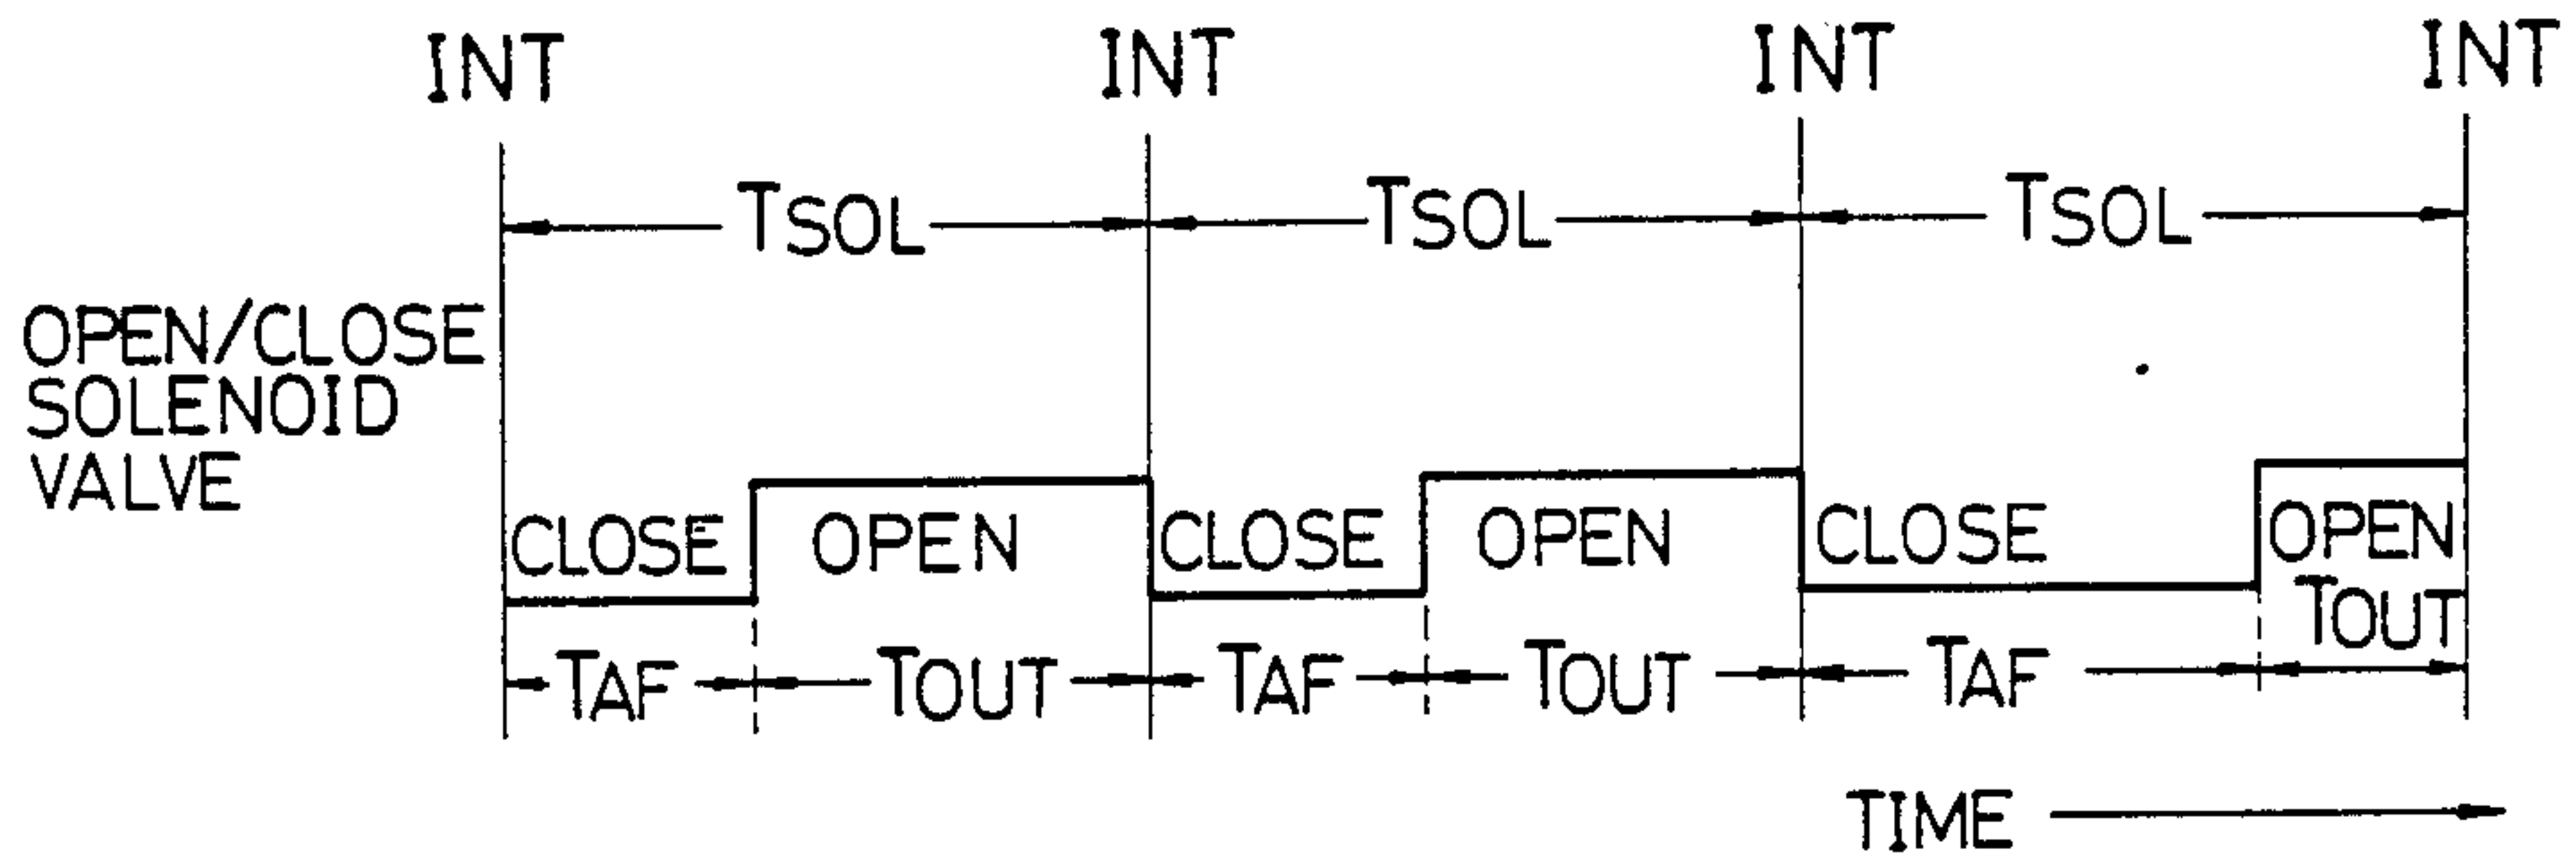 INT INT INT INT
TSOL TSOL TSOL
OPEN/CLOSE
SOLENOID
VALVE
CLOSE OPEN CLOSE OPEN CLOSE OPEN
TAF TOUT TAF TOUT TAF TOUT
TIME